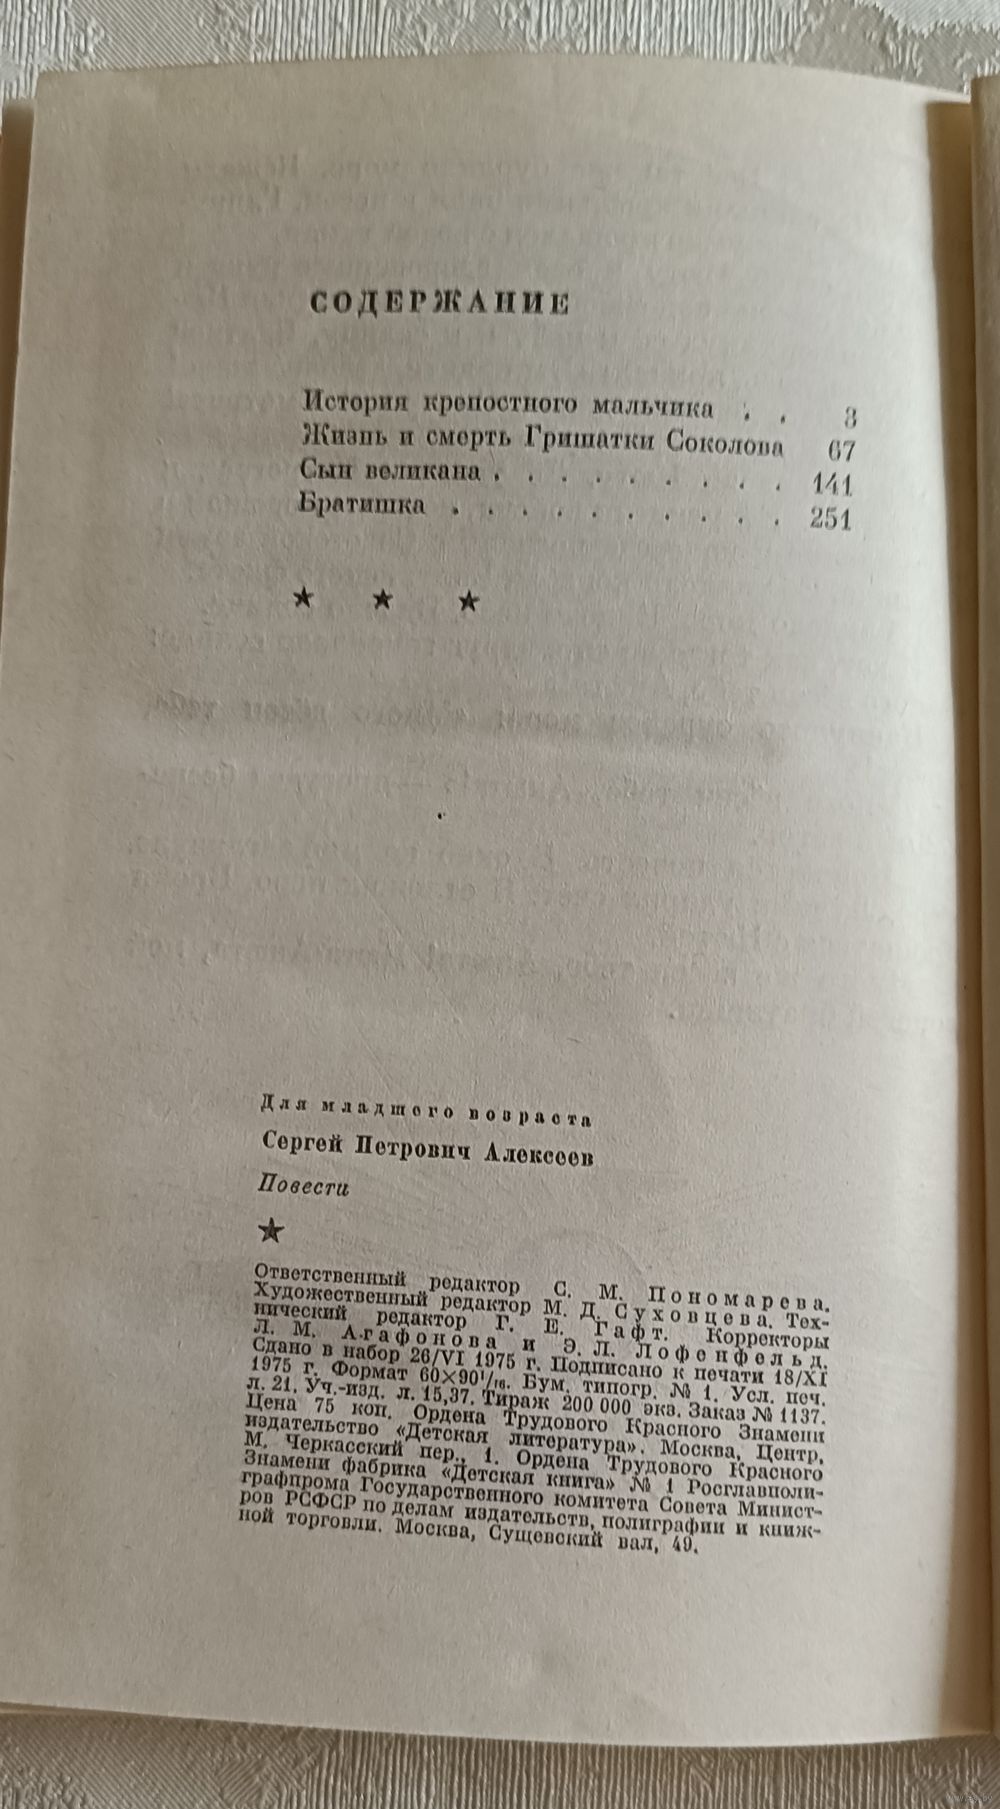 СОДЕРЖАНИЕ
История крепостного мальчика . . 3
Жизнь и смерть Гришатки Соколова 67
Сын великана . . . . . . . . . 141
Братишка . . . . . . . . . . 251
★ ★ ★
Для младшего возраста
Сергей Петрович Алексеев
Повести
★
Ответственный редактор С. М. Пономарева.
Художественный редактор М. Д. Суховцева. Тех-
нический редактор Г. Е. Гафт. Корректоры
Л. М. Агафонова и Э. Л. Лофенфельд.
Сдано в набор 26/VI 1975 г. Подписано к печати 18/XI
1975 г. Формат 60×90¹/₁₆. Бум. типогр. № 1. Усл. печ.
л. 21. Уч.-изд. л. 15,37. Тираж 200 000 экз. Заказ № 1137.
Цена 75 коп. Ордена Трудового Красного Знамени
издательство «Детская литература». Москва, Центр,
М. Черкасский пер., 1. Ордена Трудового Красного
Знамени фабрика «Детская книга» № 1 Росглавполи-
графпрома Государственного комитета Совета Минист-
ров РСФСР по делам издательств, полиграфии и книж-
ной торговли. Москва, Сущевский вал, 49.